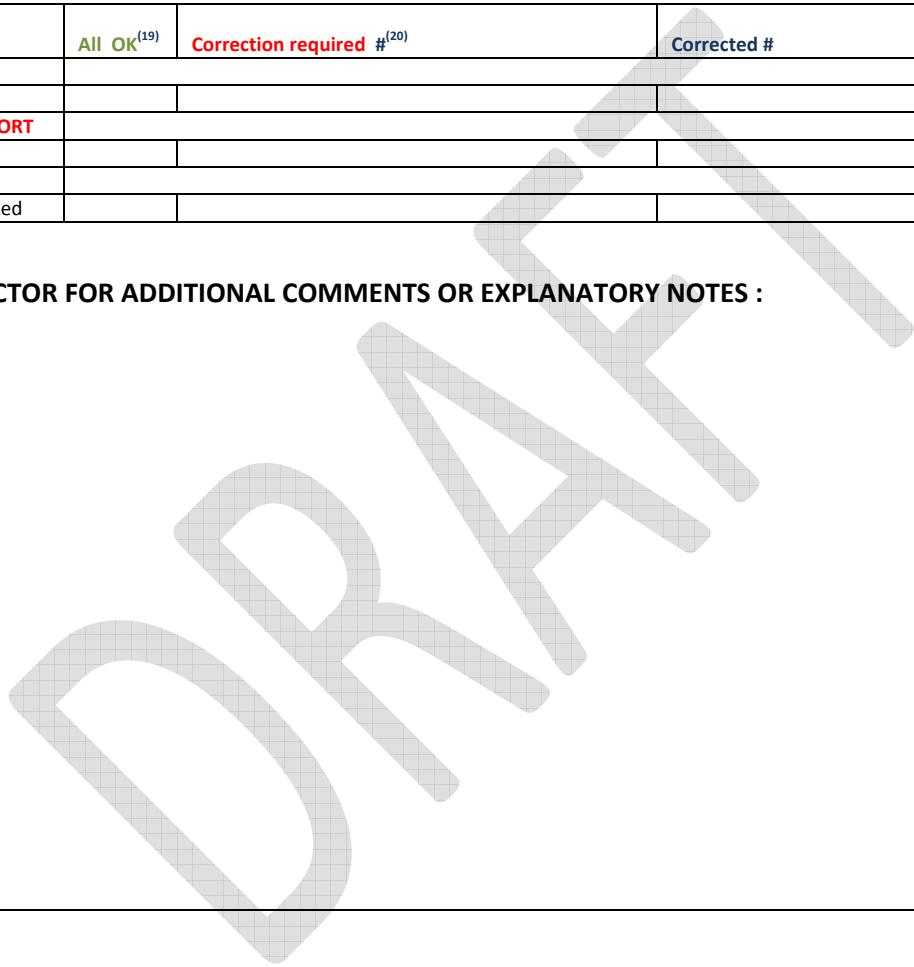 All OK(19) Correction required #(20) Corrected #
ORT
ed
CTOR FOR ADDITIONAL COMMENTS OR EXPLANATORY NOTES :
DRAFT